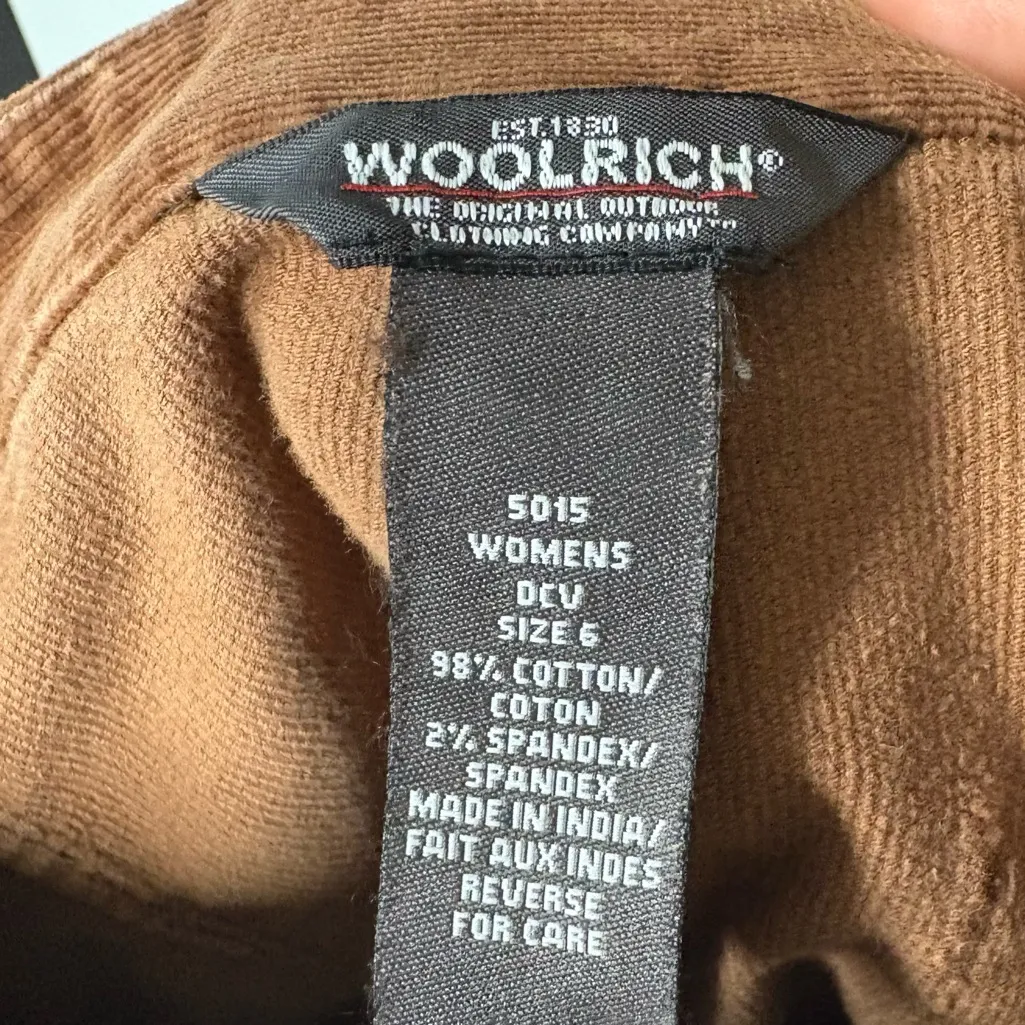 EST. 1830
WOOLRICH®
THE ORIGINAL OUTDOOR
CLOTHING COMPANY™
5015
WOMENS
OCV
SIZE 6
98% COTTON/
COTON
2% SPANDEX/
SPANDEX
MADE IN INDIA/
FAIT AUX INDES
REVERSE
FOR CARE